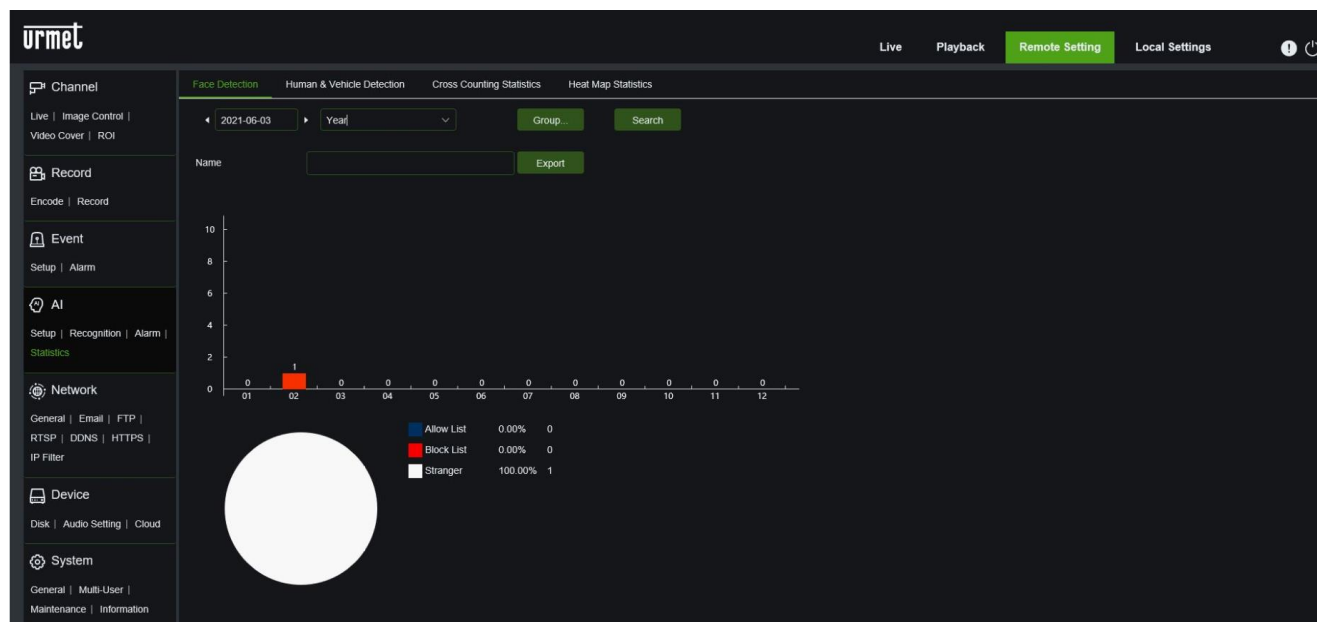 urmet
Live Playback Remote Setting Local Settings
Channel
Live | Image Control |
Video Cover | ROI
Record
Encode | Record
Event
Setup | Alarm
AI
Setup | Recognition | Alarm |
Statistics
Network
General | Email | FTP |
RTSP | DDNS | HTTPS |
IP Filter
Device
Disk | Audio Setting | Cloud
System
General | Multi-User |
Maintenance | Information
Face Detection Human & Vehicle Detection Cross Counting Statistics Heat Map Statistics
2021-06-03 Year Group... Search
Name Export
10
8
6
4
2
1
0 0 0 0 0 0 0 0 0 0 0 0
01 02 03 04 05 06 07 08 09 10 11 12
Allow List 0.00% 0
Block List 0.00% 0
Stranger 100.00% 1